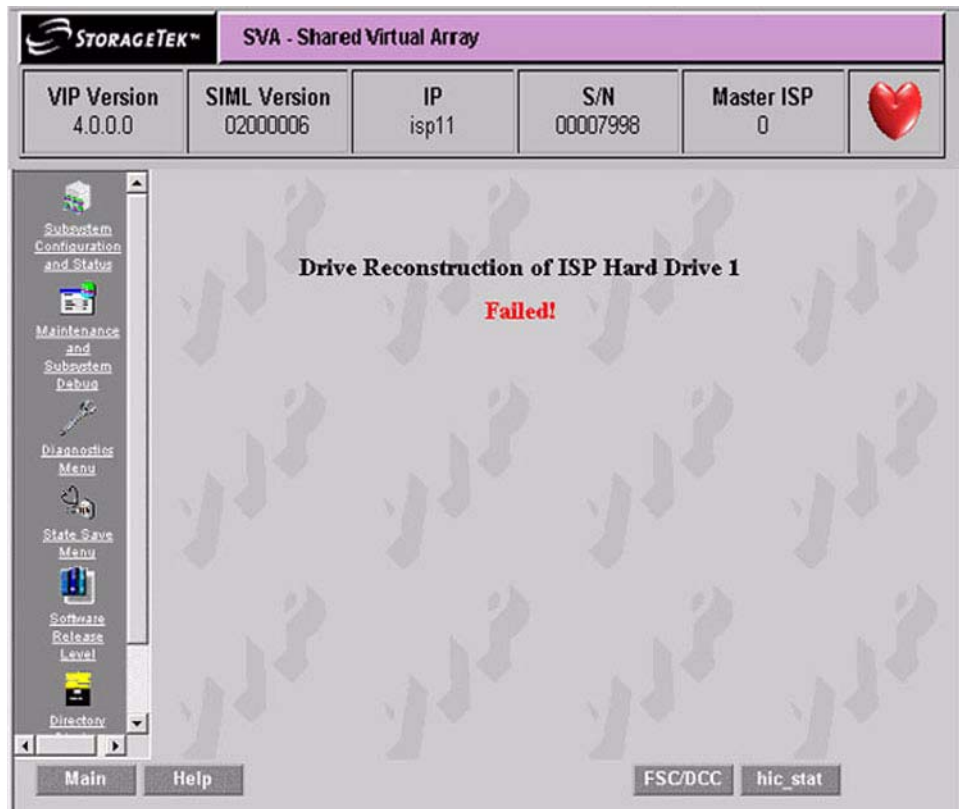 STORAGETEK™
SVA - Shared Virtual Array
VIP Version
4.0.0.0
SIML Version
02000006
IP
isp11
S/N
00007998
Master ISP
0
Subsystem
Configuration
and Status
Maintenance
and
Subsystem
Debug
Diagnostics
Menu
State Save
Menu
Software
Release
Level
Directory
Drive Reconstruction of ISP Hard Drive 1
Failed!
Main
Help
FSC/DCC
hic_stat